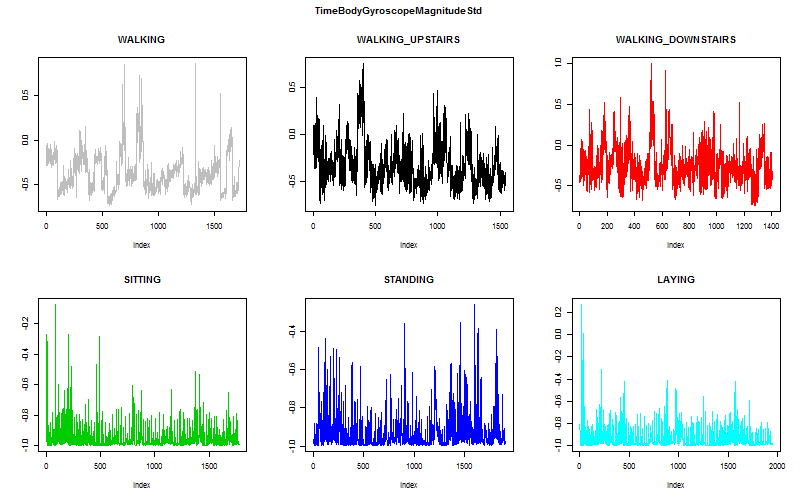 TimeBodyGyroscopeMagnitudeStd
WALKING WALKING_UPSTAIRS WALKING_DOWNSTAIRS
0.5
0.0
-0.5
0 500 1000 1500
Index
0.5
0.0
-0.5
0 500 1000 1500
Index
1.0
0.5
0.0
-0.5
0 200 400 600 800 1000 1200 1400
Index
SITTING STANDING LAYING
-0.2
-0.4
-0.6
-0.8
-1.0
0 500 1000 1500
Index
-0.4
-0.6
-0.8
-1.0
0 500 1000 1500
Index
0.2
0.0
-0.2
-0.4
-0.6
-0.8
-1.0
0 500 1000 1500 2000
Index